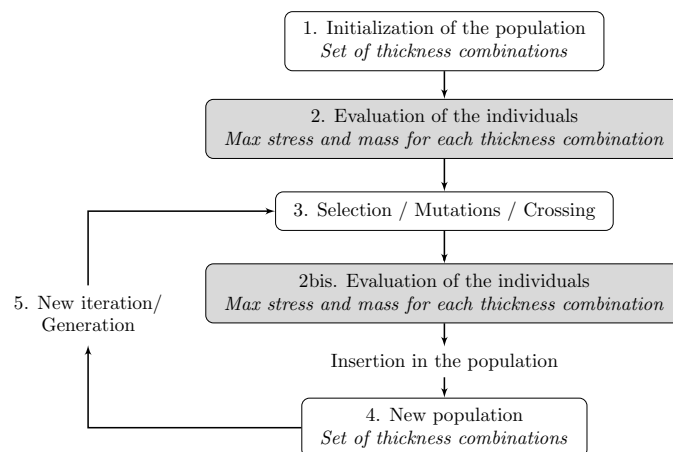 1. Initialization of the population
Set of thickness combinations
2. Evaluation of the individuals
Max stress and mass for each thickness combination
3. Selection / Mutations / Crossing
2bis. Evaluation of the individuals
Max stress and mass for each thickness combination
5. New iteration/
Generation
Insertion in the population
4. New population
Set of thickness combinations